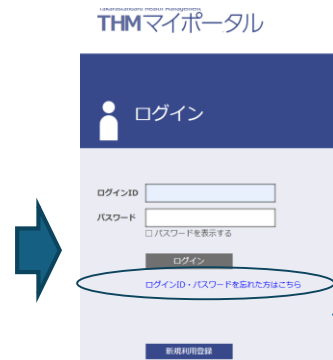 Takarastandard Health Management
THMマイポータル
ログイン
ログインID
パスワード
パスワードを表示する
ログイン
ログインID・パスワードを忘れた方はこちら
新規利用登録